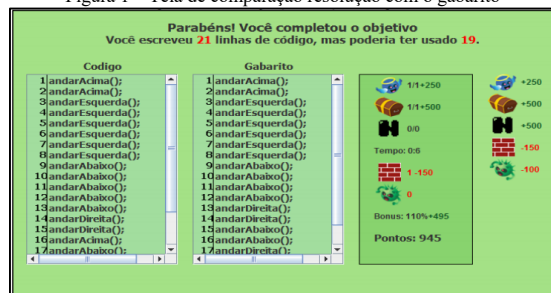 Figura 1 – Tela de comparação resolução com o gabarito
Parabéns! Você completou o objetivo
Você escreveu 21 linhas de código, mas poderia ter usado 19.
Codigo
1 andarAcima();
2 andarAcima();
3 andarEsquerda();
4 andarEsquerda();
5 andarEsquerda();
6 andarEsquerda();
7 andarEsquerda();
8 andarEsquerda();
9 andarAbaixo();
10 andarAbaixo();
11 andarAbaixo();
12 andarAbaixo();
13 andarAbaixo();
14 andarDireita();
15 andarDireita();
16 andarAcima();
17 andarAbaixo();
Gabarito
1 andarAcima();
2 andarAcima();
3 andarEsquerda();
4 andarEsquerda();
5 andarEsquerda();
6 andarEsquerda();
7 andarEsquerda();
8 andarEsquerda();
9 andarAbaixo();
10 andarAbaixo();
11 andarAbaixo();
12 andarAbaixo();
13 andarDireita();
14 andarDireita();
15 andarAbaixo();
16 andarAbaixo();
17 andarAbaixo();
1/1+250
1/1+500
0/0
Tempo: 0:6
1 -150
0
Bonus: 110%+495
Pontos: 945
+250
+500
+500
-150
-100